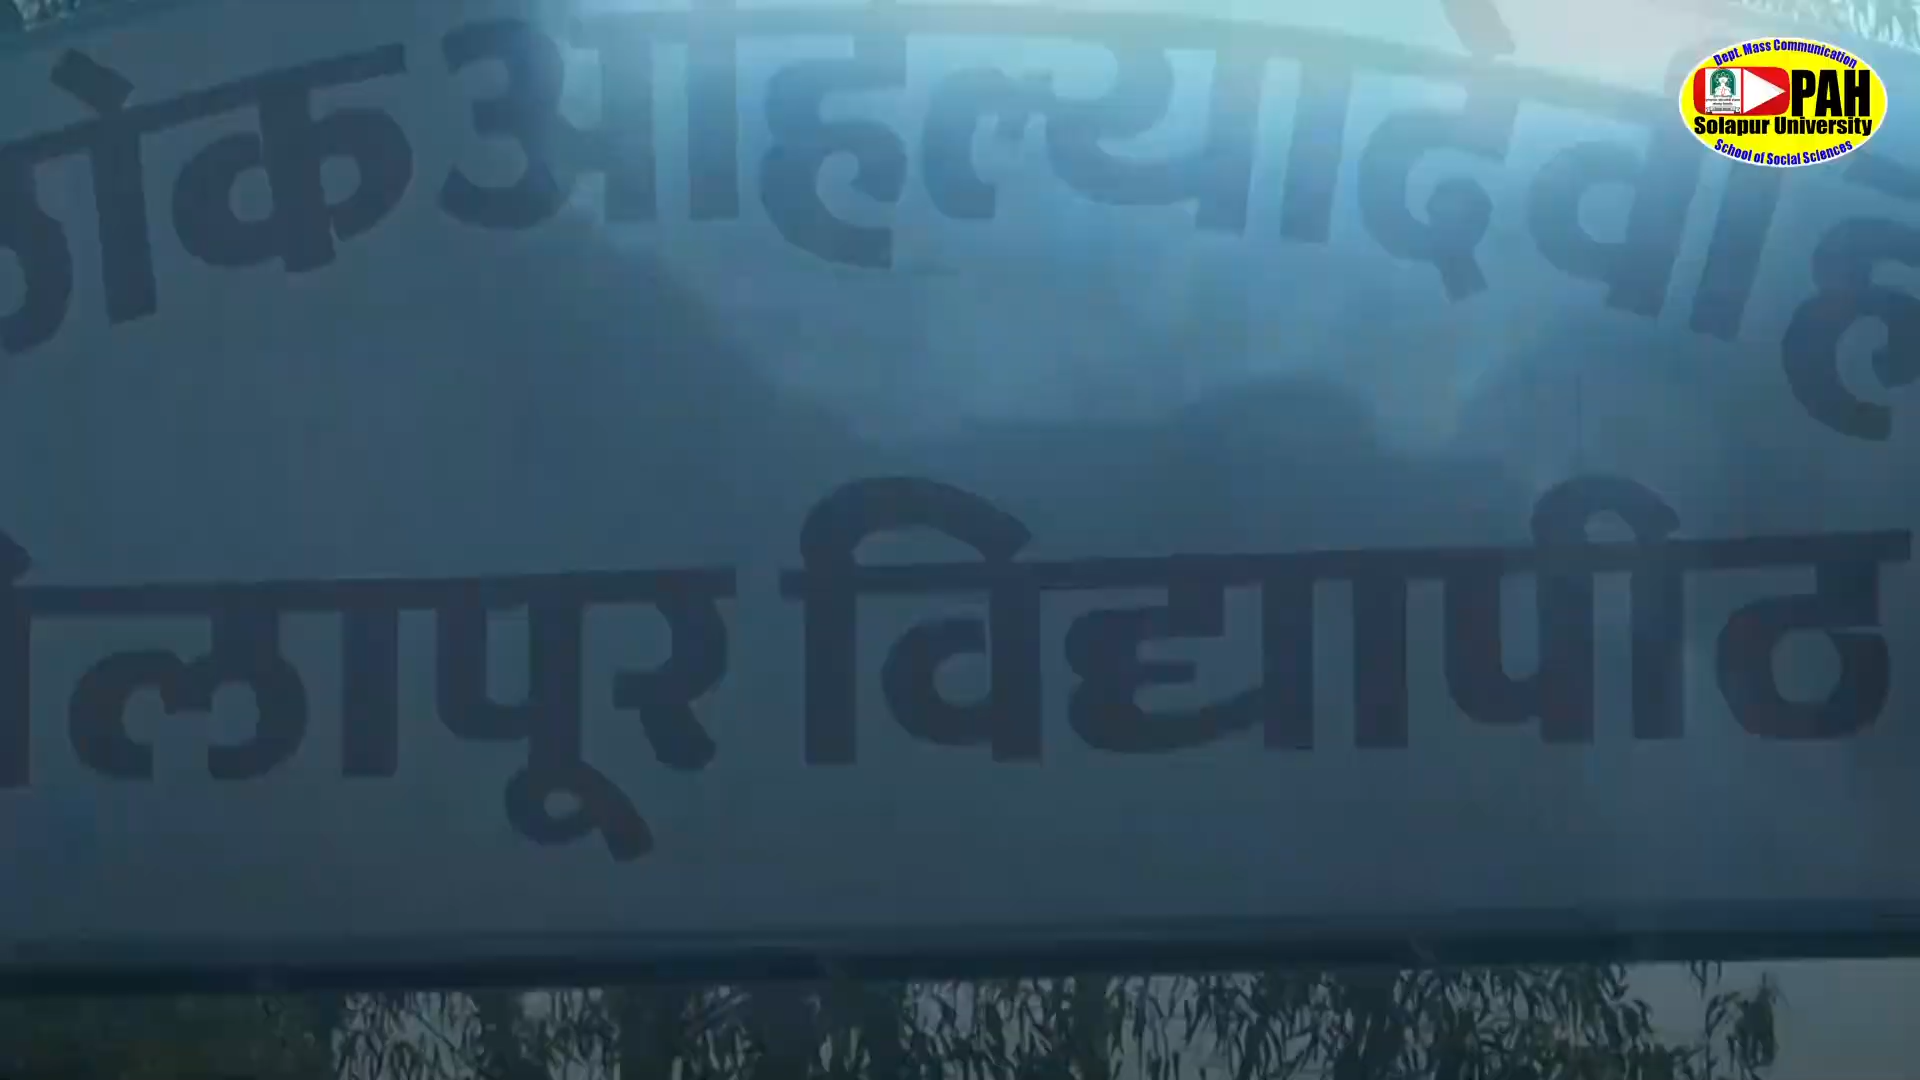 अहिल्यादेवी
सोलापूर विद्यापीठ
Dept. Mass Communication
PAH
Solapur University
School of Social Sciences